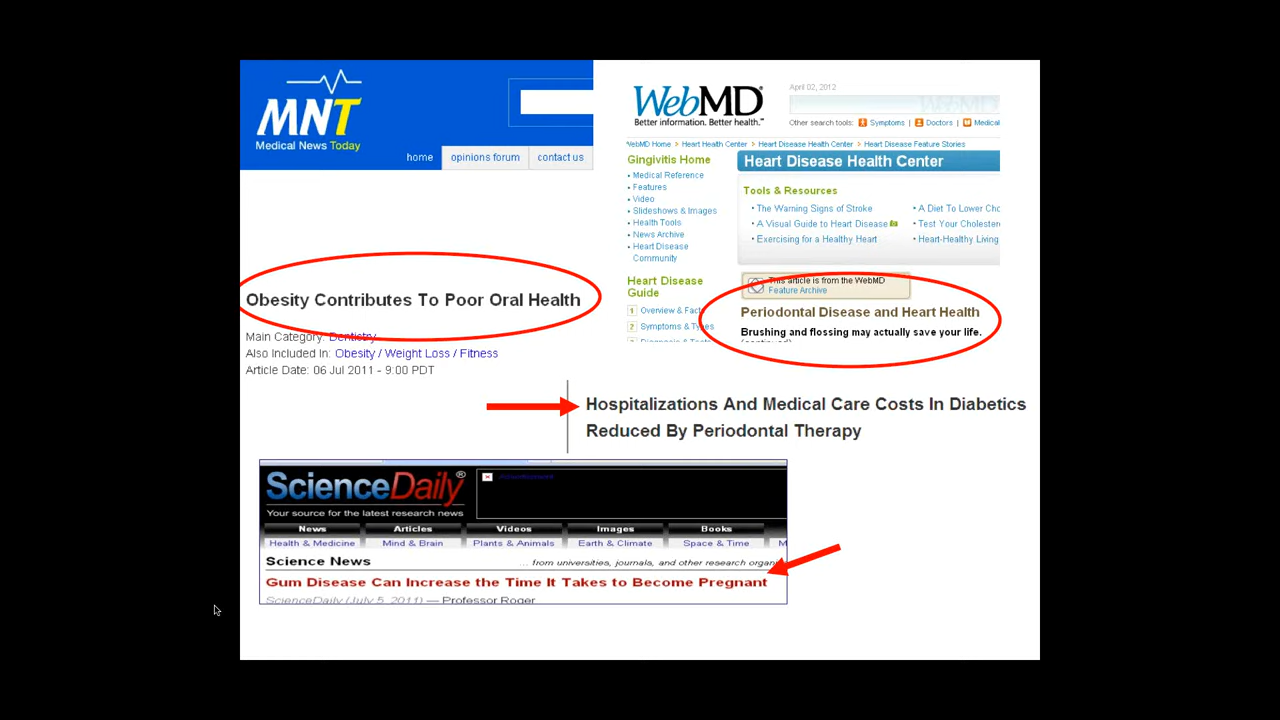 MNT
Medical News Today
home
opinions forum
contact us
Obesity Contributes To Poor Oral Health
Main Category: Dentistry
Also Included In: Obesity / Weight Loss / Fitness
Article Date: 06 Jul 2011 - 9:00 PDT
WebMD
Better information. Better health.™
April 02, 2012
WebMD
Other search tools: Symptoms | Doctors | Medical
WebMD Home > Heart Health Center > Heart Disease Health Center > Heart Disease Feature Stories
Gingivitis Home
• Medical Reference
• Features
• Video
• Slideshows & Images
• Health Tools
• News Archive
• Heart Disease
Community
Heart Disease
Guide
1 Overview & Facts
2 Symptoms & Types
3 Diagnosis & Tests
Heart Disease Health Center
Tools & Resources
• The Warning Signs of Stroke
• A Visual Guide to Heart Disease
• Exercising for a Healthy Heart
• A Diet To Lower Cho
• Test Your Cholester
• Heart-Healthy Living
This article is from the WebMD
Feature Archive
Periodontal Disease and Heart Health
Brushing and flossing may actually save your life.
(continued)
Hospitalizations And Medical Care Costs In Diabetics
Reduced By Periodontal Therapy
ScienceDaily®
Your source for the latest research news
News Articles Videos Images Books
Health & Medicine Mind & Brain Plants & Animals Earth & Climate Space & Time M
Science News
... from universities, journals, and other research organ
Gum Disease Can Increase the Time It Takes to Become Pregnant
ScienceDaily (July 5, 2011) — Professor Roger